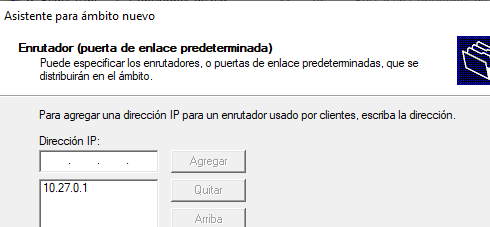 Asistente para ámbito nuevo
Enrutador (puerta de enlace predeterminada)
Puede especificar los enrutadores, o puertas de enlace predeterminadas, que se
distribuirán en el ámbito.
Para agregar una dirección IP para un enrutador usado por clientes, escriba la dirección.
Dirección IP:
. . . Agregar
10.27.0.1 Quitar
Arriba